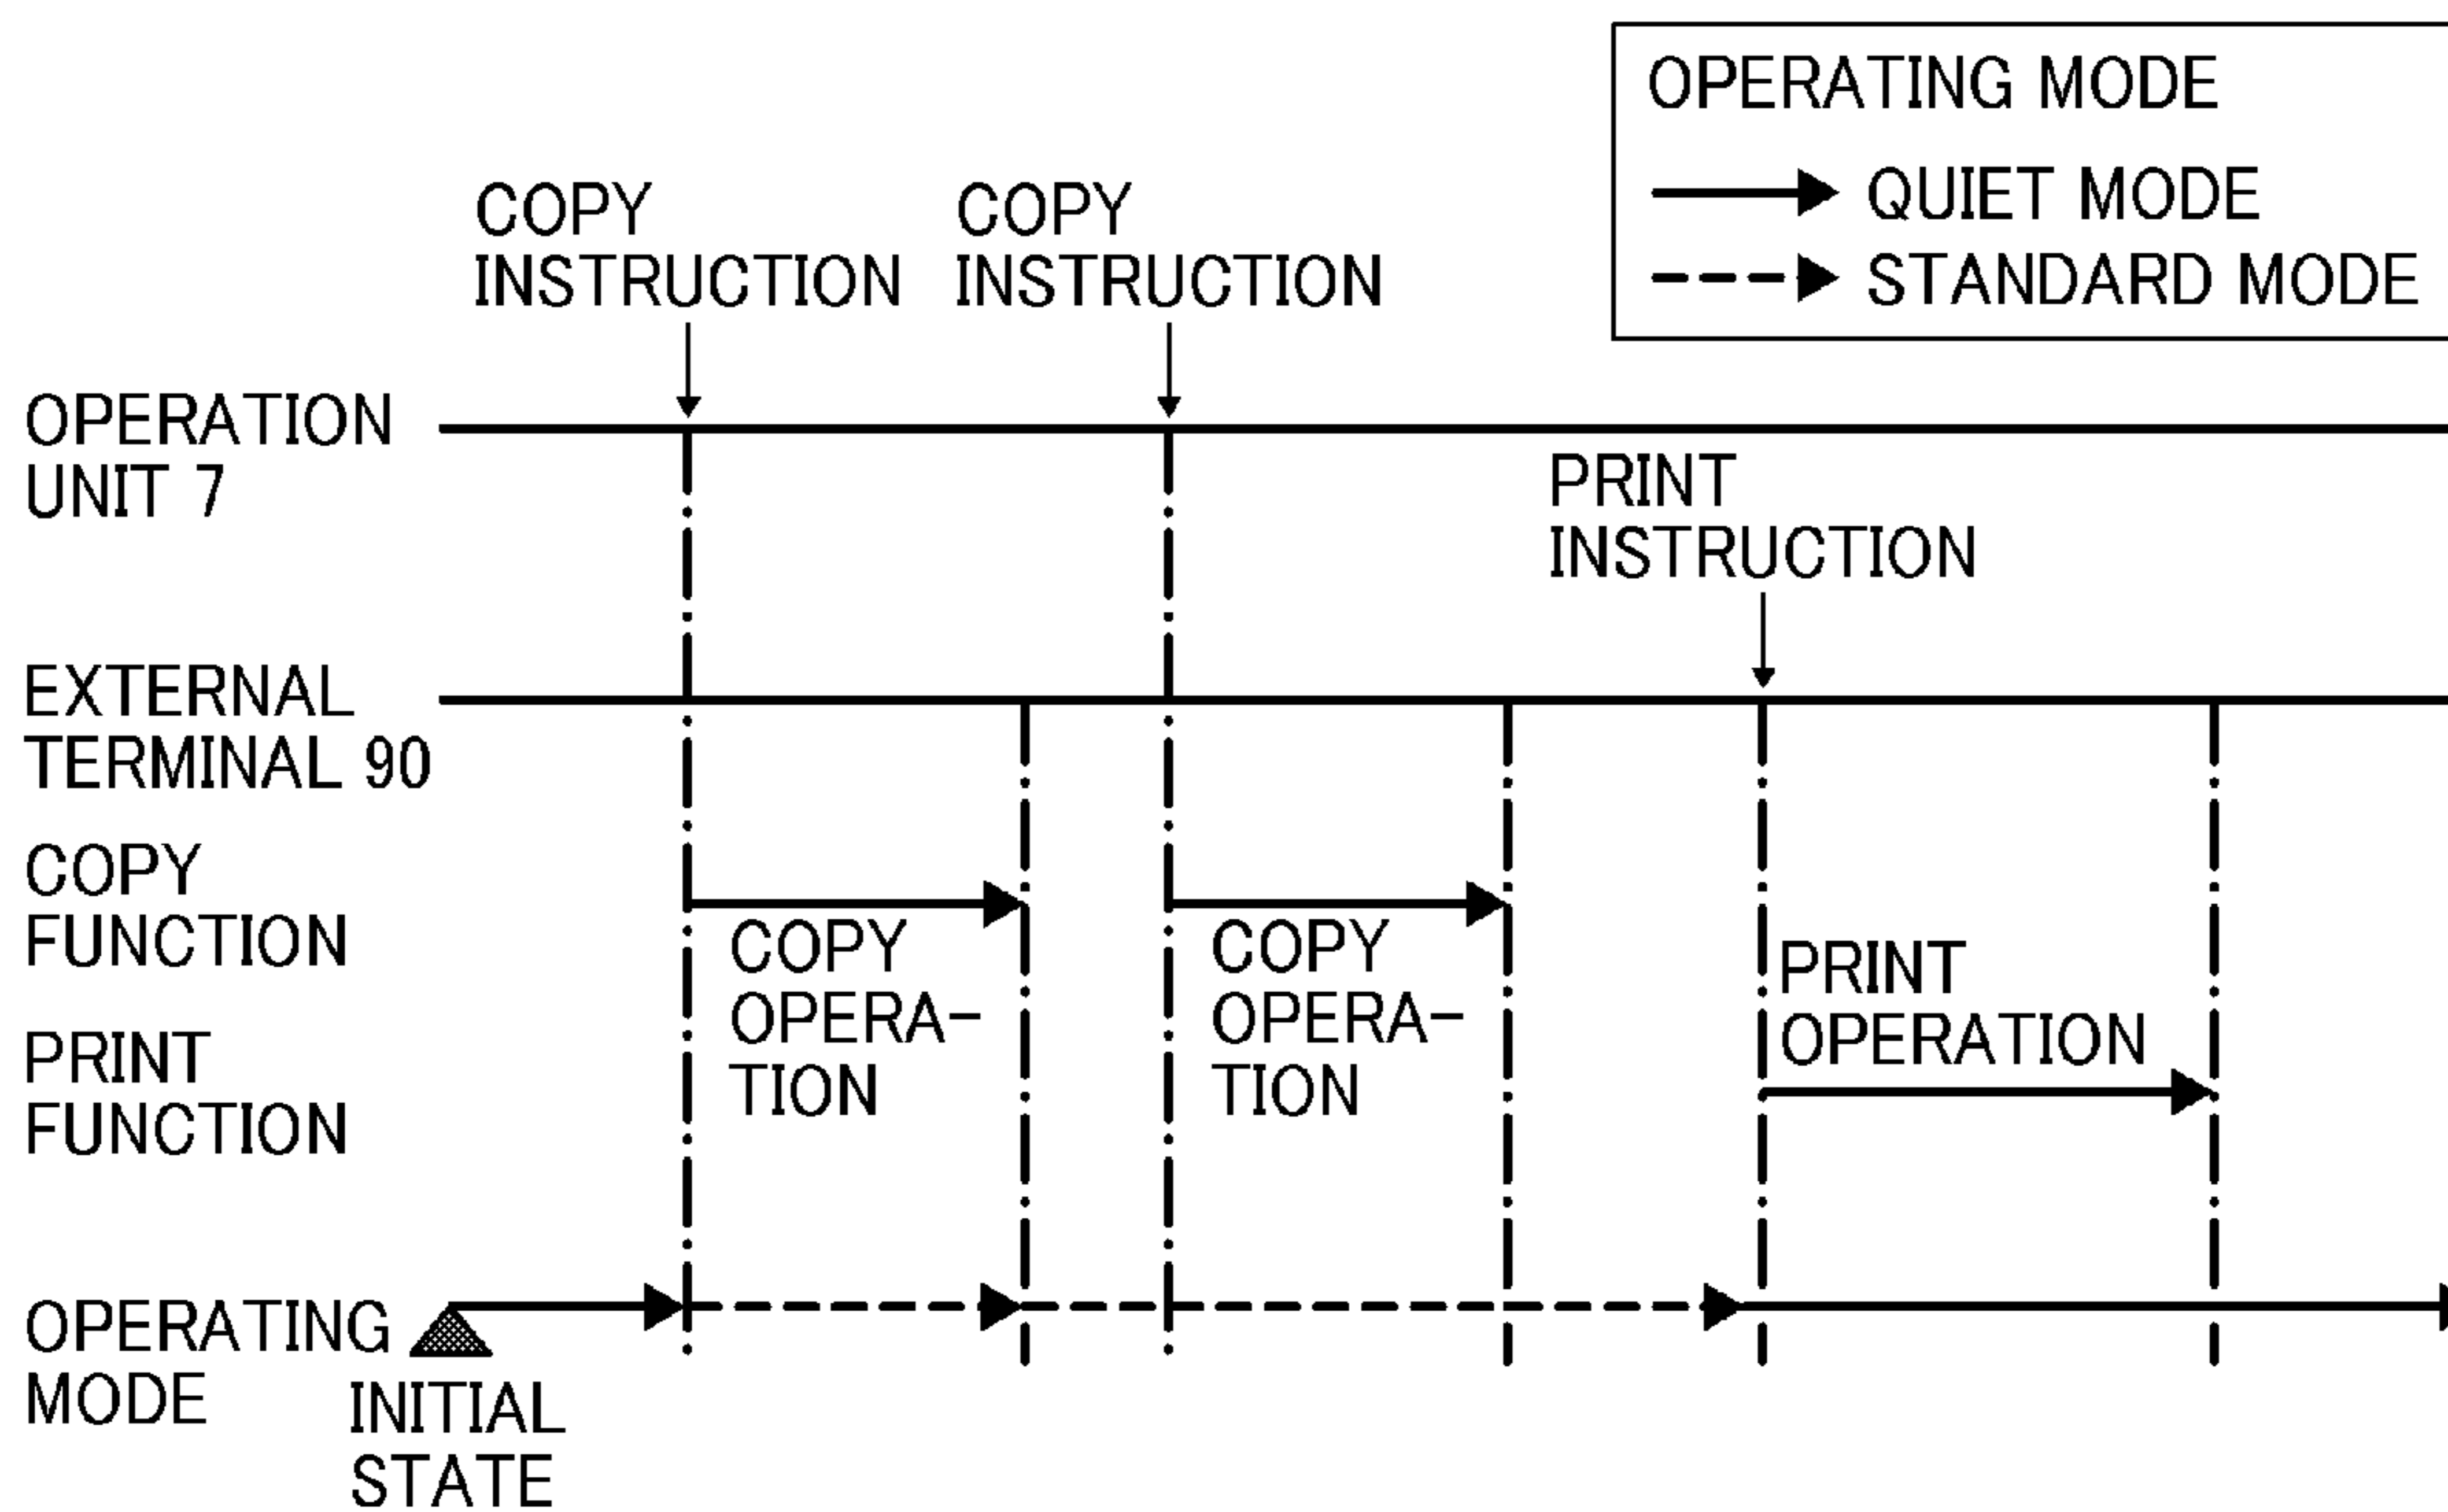 OPERATING MODE
QUIET MODE
STANDARD MODE
COPY
INSTRUCTION
COPY
INSTRUCTION
OPERATION
UNIT 7
PRINT
INSTRUCTION
EXTERNAL
TERMINAL 90
COPY
FUNCTION
COPY
OPERA-
TION
COPY
OPERA-
TION
PRINT
OPERATION
PRINT
FUNCTION
OPERATING
MODE
INITIAL
STATE